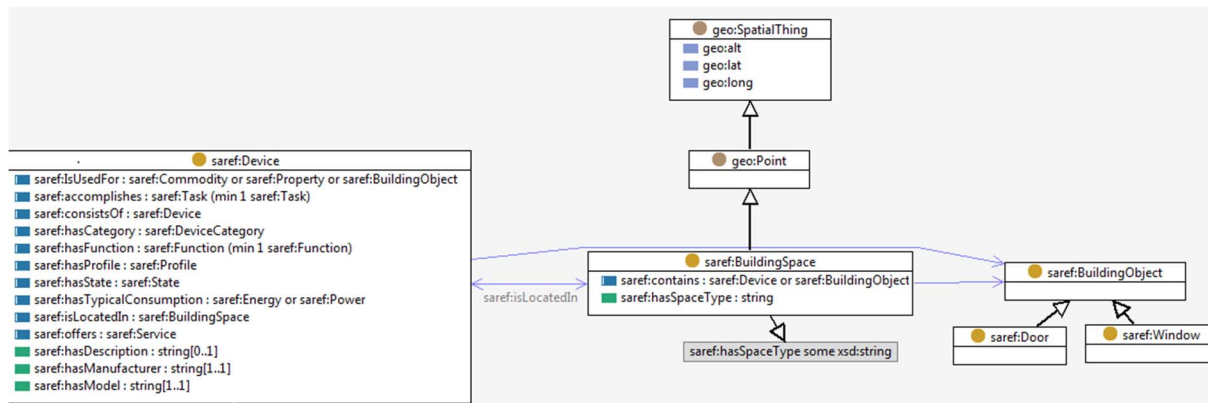 geo:SpatialThing
geo:alt
geo:lat
geo:long
geo:Point
saref:Device
saref:IsUsedFor : saref:Commodity or saref:Property or saref:BuildingObject
saref:accomplishes : saref:Task (min 1 saref:Task)
saref:consistsOf : saref:Device
saref:hasCategory : saref:DeviceCategory
saref:hasFunction : saref:Function (min 1 saref:Function)
saref:hasProfile : saref:Profile
saref:hasState : saref:State
saref:hasTypicalConsumption : saref:Energy or saref:Power
saref:isLocatedIn : saref:BuildingSpace
saref:offers : saref:Service
saref:hasDescription : string[0..1]
saref:hasManufacturer : string[1..1]
saref:hasModel : string[1..1]
saref:isLocatedIn
saref:BuildingSpace
saref:contains : saref:Device or saref:BuildingObject
saref:hasSpaceType : string
saref:hasSpaceType some xsd:string
saref:BuildingObject
saref:Door
saref:Window